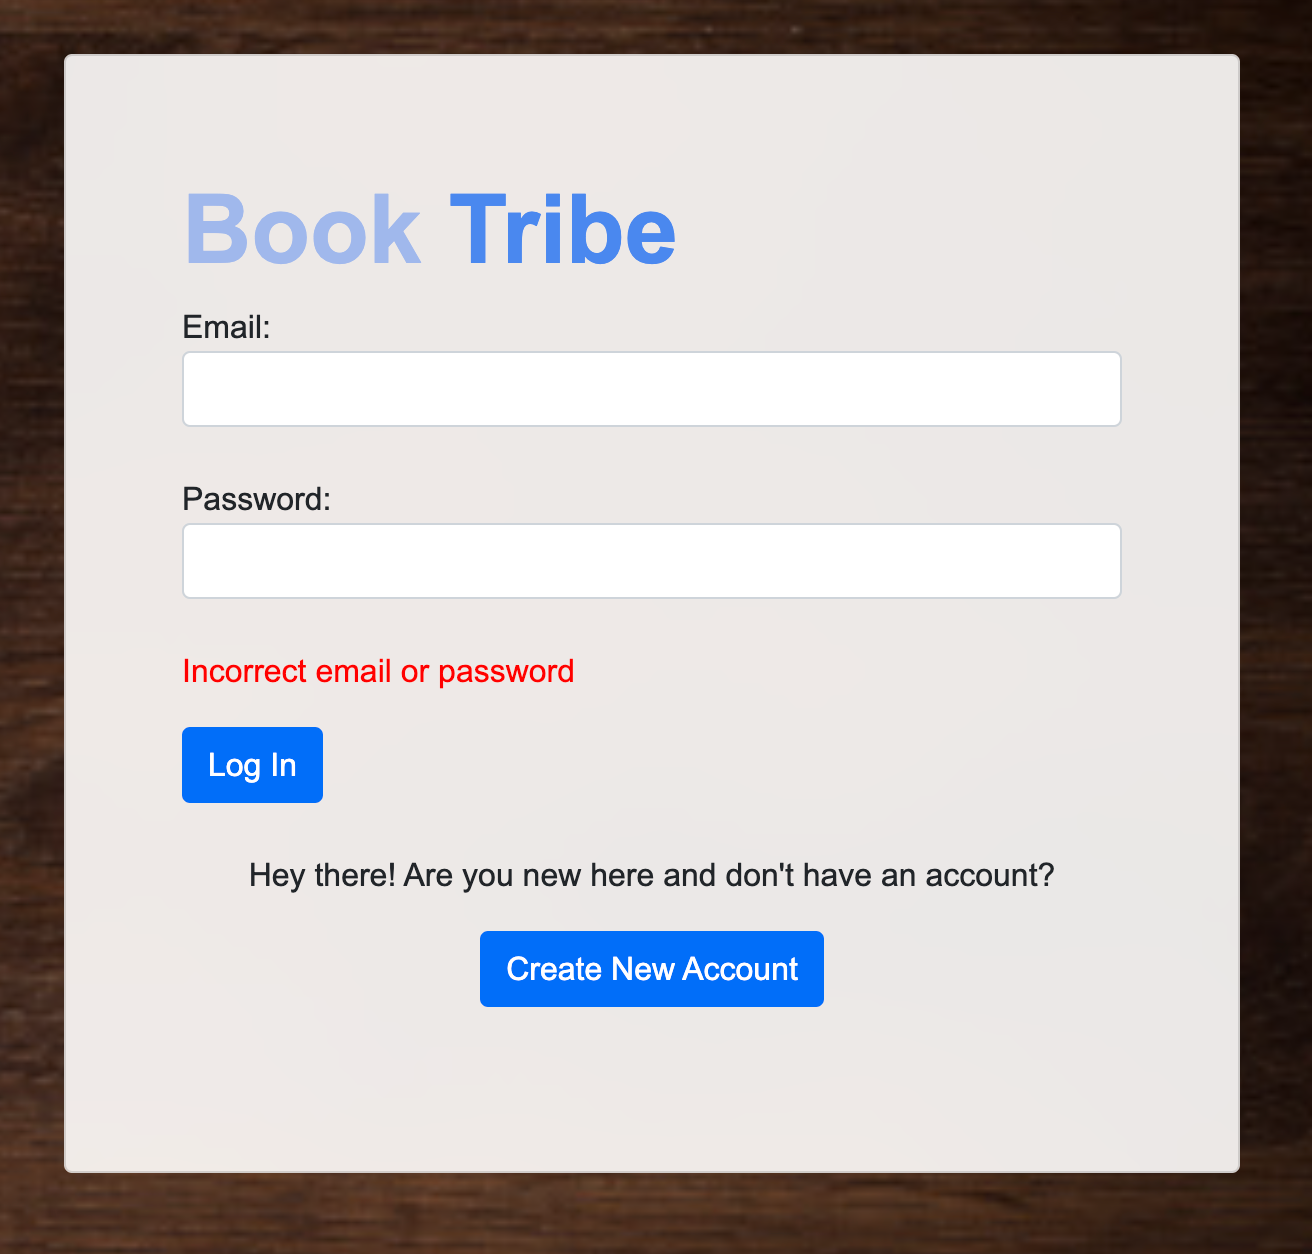 Book Tribe
Email:
Password:
Incorrect email or password
Log In
Hey there! Are you new here and don't have an account?
Create New Account